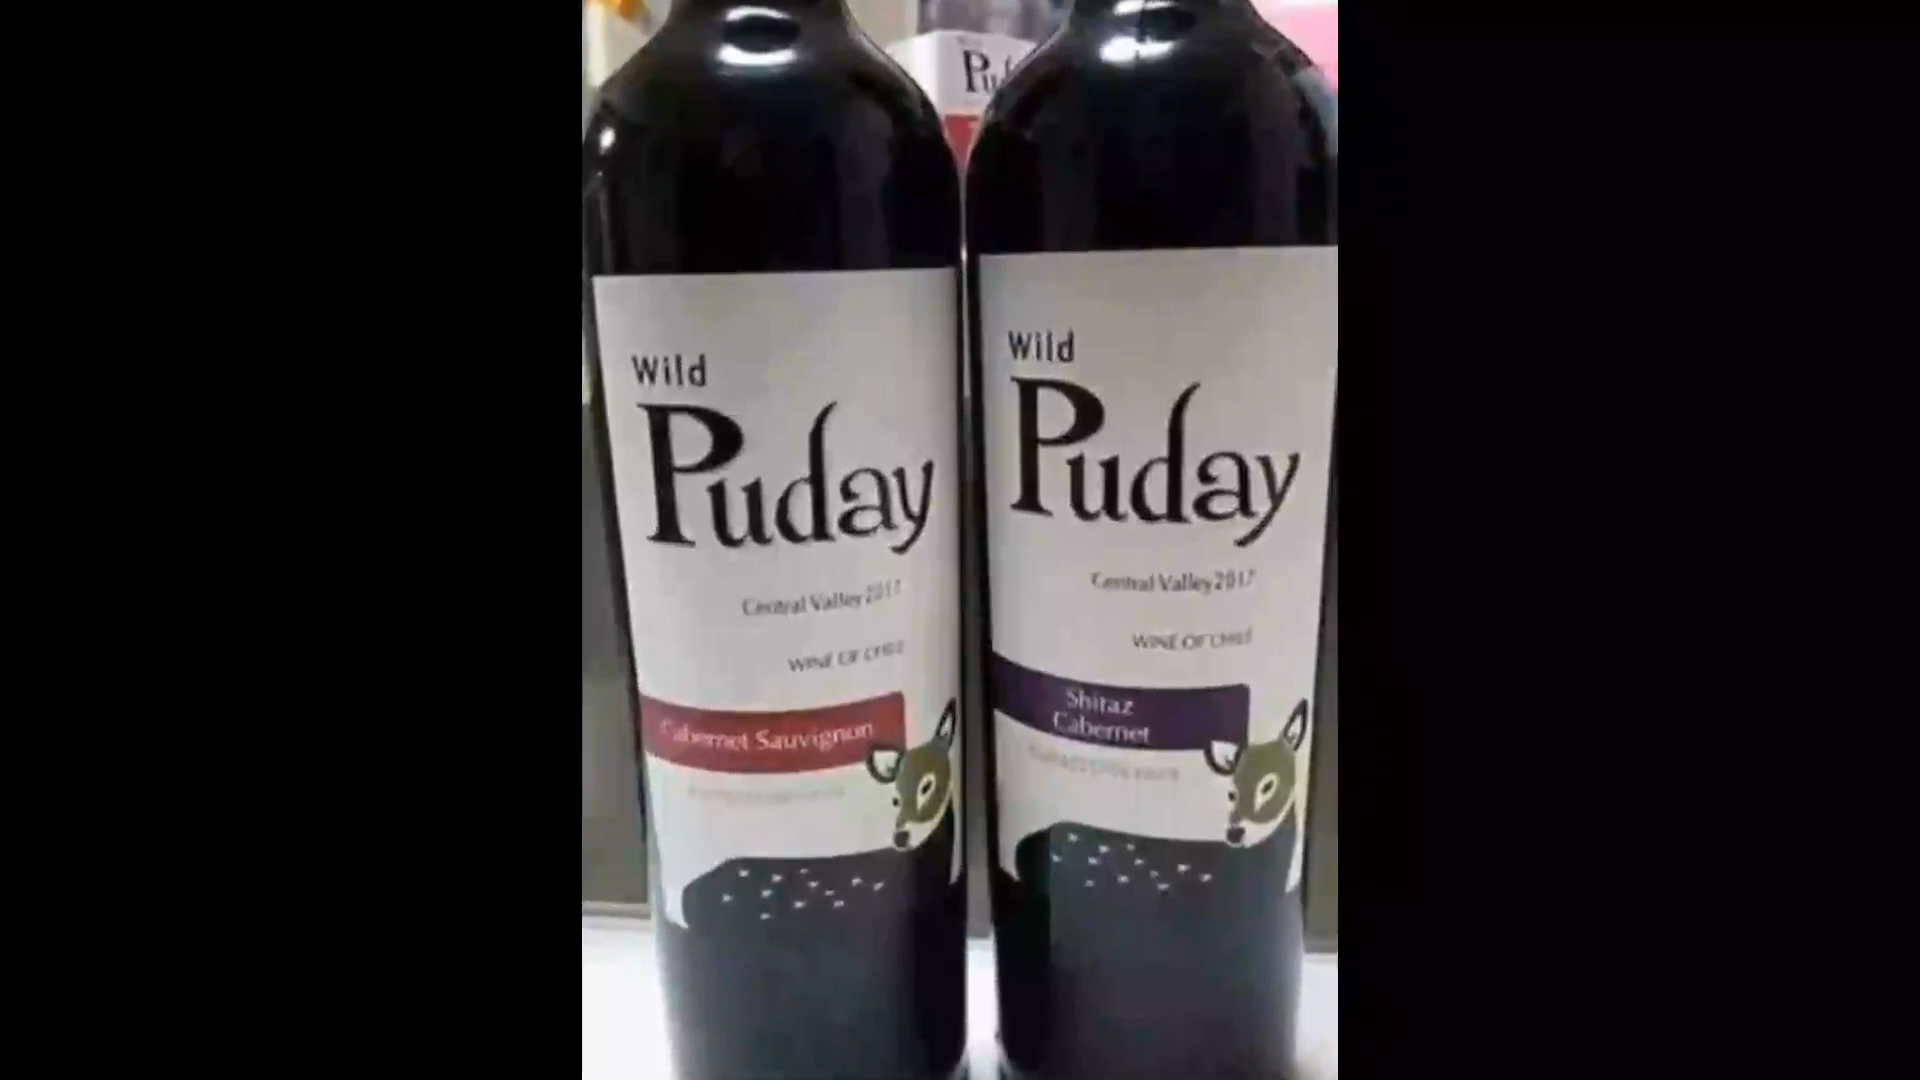 Wild
Puday
Central Valley 2017
WINE OF CHILE
Cabernet Sauvignon
Wild
Puday
Central Valley 2017
WINE OF CHILE
Shiraz
Cabernet